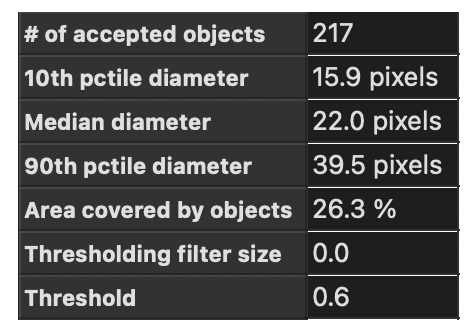 # of accepted objects 217
10th pctile diameter 15.9 pixels
Median diameter 22.0 pixels
90th pctile diameter 39.5 pixels
Area covered by objects 26.3 %
Thresholding filter size 0.0
Threshold 0.6